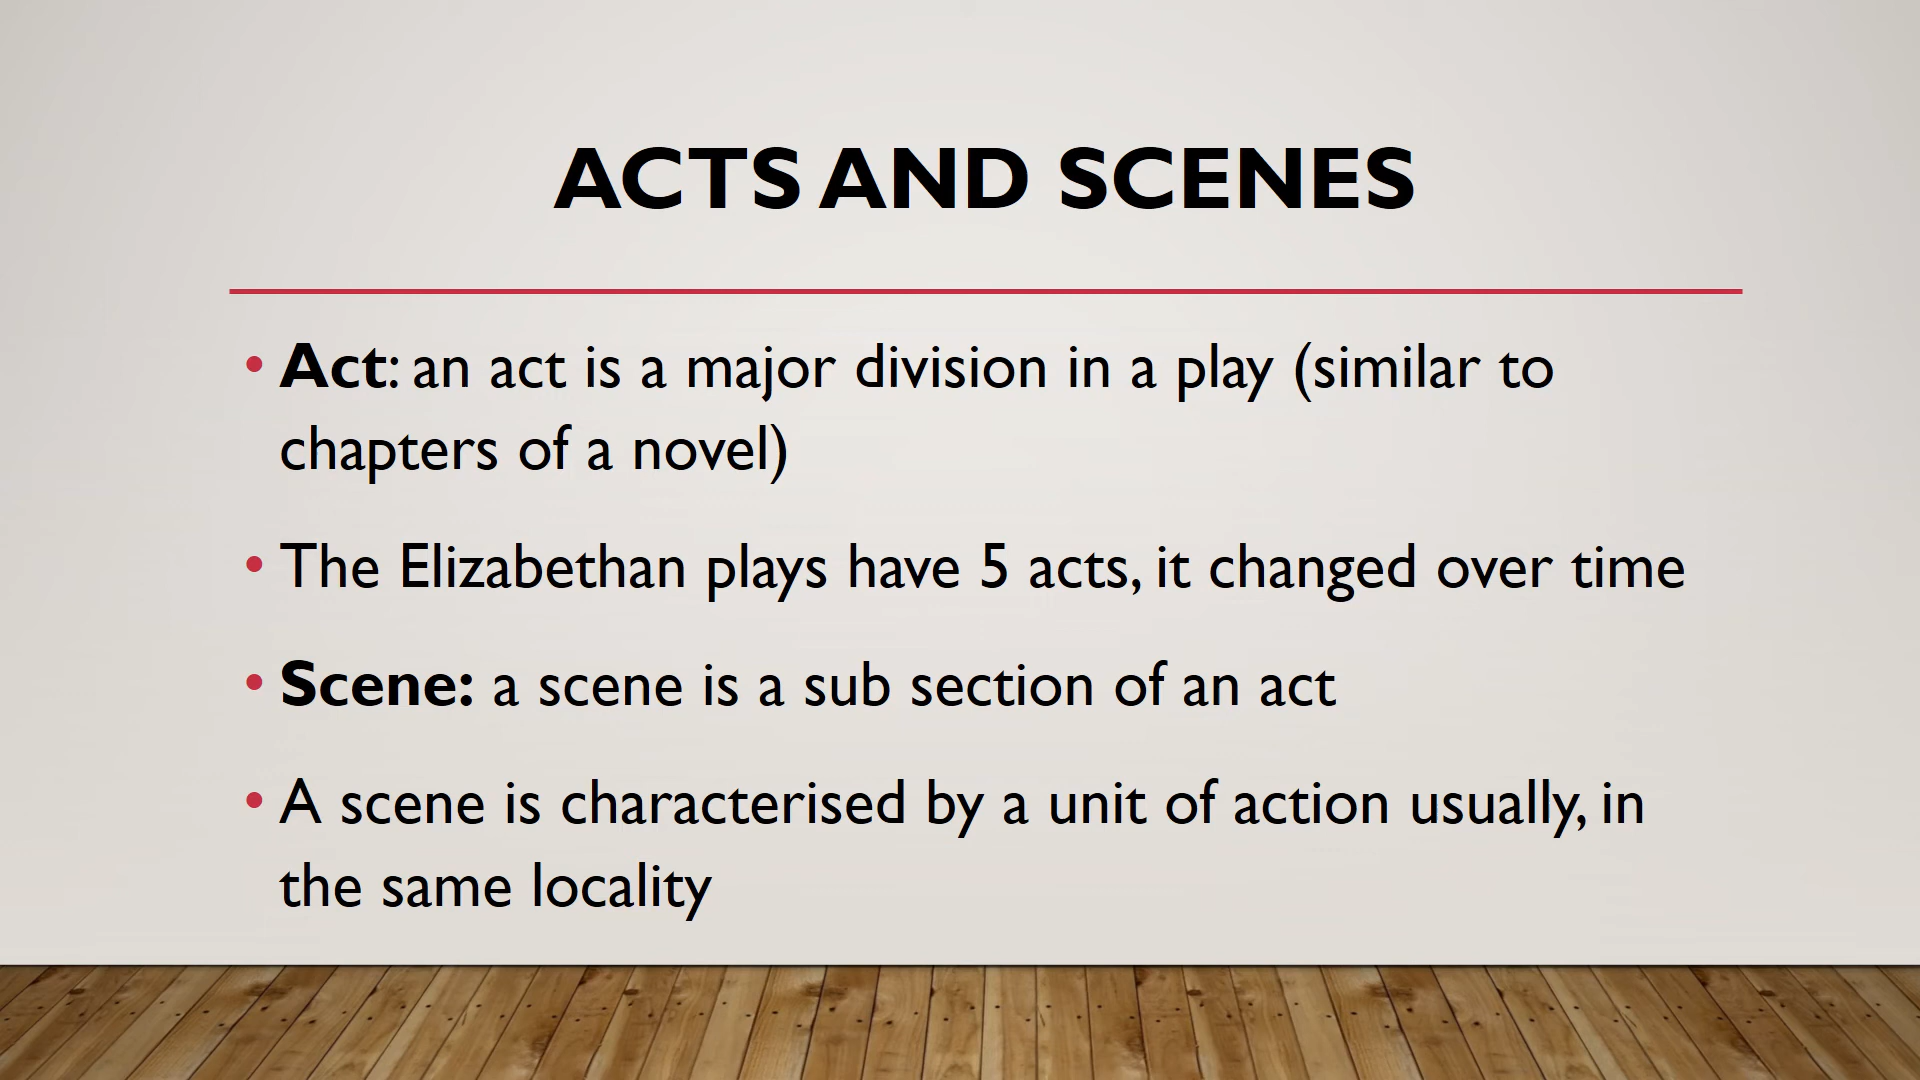 ACTS AND SCENES
• Act: an act is a major division in a play (similar to
chapters of a novel)
• The Elizabethan plays have 5 acts, it changed over time
• Scene: a scene is a sub section of an act
• A scene is characterised by a unit of action usually, in
the same locality